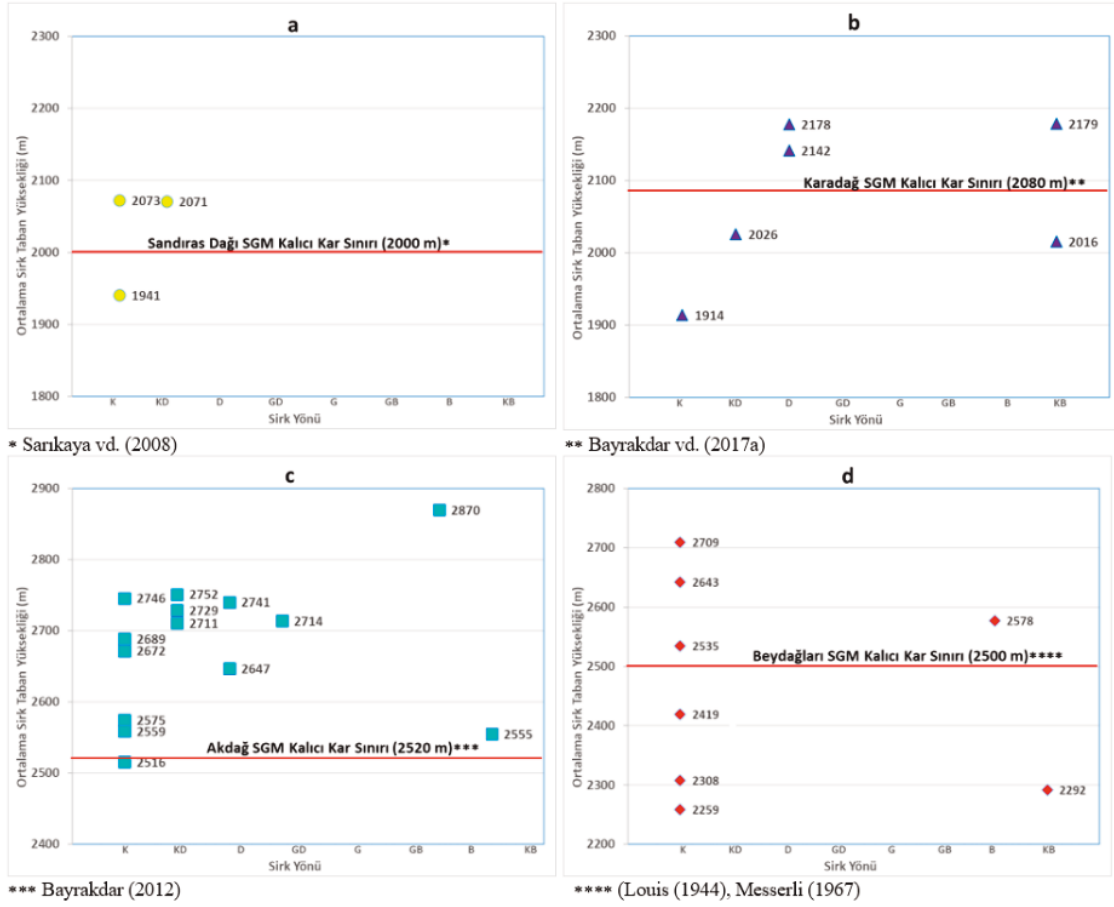 a
Ortalama Sirk Taban Yüksekliği (m)
2300
2200
2100
2000
1900
1800
2073
2071
Sandıras Dağı SGM Kalıcı Kar Sınırı (2000 m)*
1941
K KD D GD G GB B KB
Sirk Yönü
* Sarıkaya vd. (2008)
b
Ortalama Sirk Taban Yüksekliği (m)
2300
2200
2100
2000
1900
1800
2178
2179
2142
Karadağ SGM Kalıcı Kar Sınırı (2080 m)**
2026
2016
1914
K KD D GD G GB B KB
Sirk Yönü
** Bayrakdar vd. (2017a)
c
Ortalama Sirk Taban Yüksekliği (m)
2900
2800
2700
2600
2500
2400
2870
2746
2752
2741
2729
2714
2711
2689
2672
2647
2575
2559
2555
Akdağ SGM Kalıcı Kar Sınırı (2520 m)***
2516
K KD D GD G GB B KB
Sirk Yönü
*** Bayrakdar (2012)
d
Ortalama Sirk Taban Yüksekliği (m)
2800
2700
2600
2500
2400
2300
2200
2709
2643
2578
2535
Beydağları SGM Kalıcı Kar Sınırı (2500 m)****
2419
2308
2292
2259
K KD D GD G GB B KB
Sirk Yönü
**** (Louis (1944), Messerli (1967)